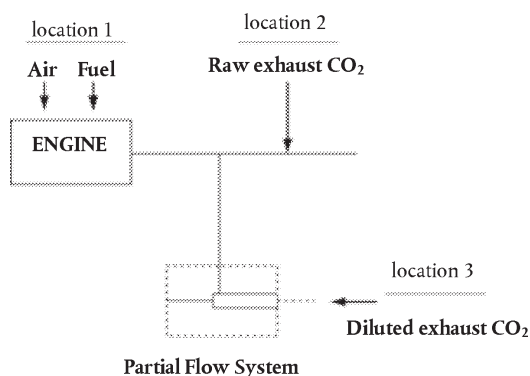 location 1
location 2
Air Fuel
Raw exhaust CO₂
ENGINE
location 3
Diluted exhaust CO₂
Partial Flow System